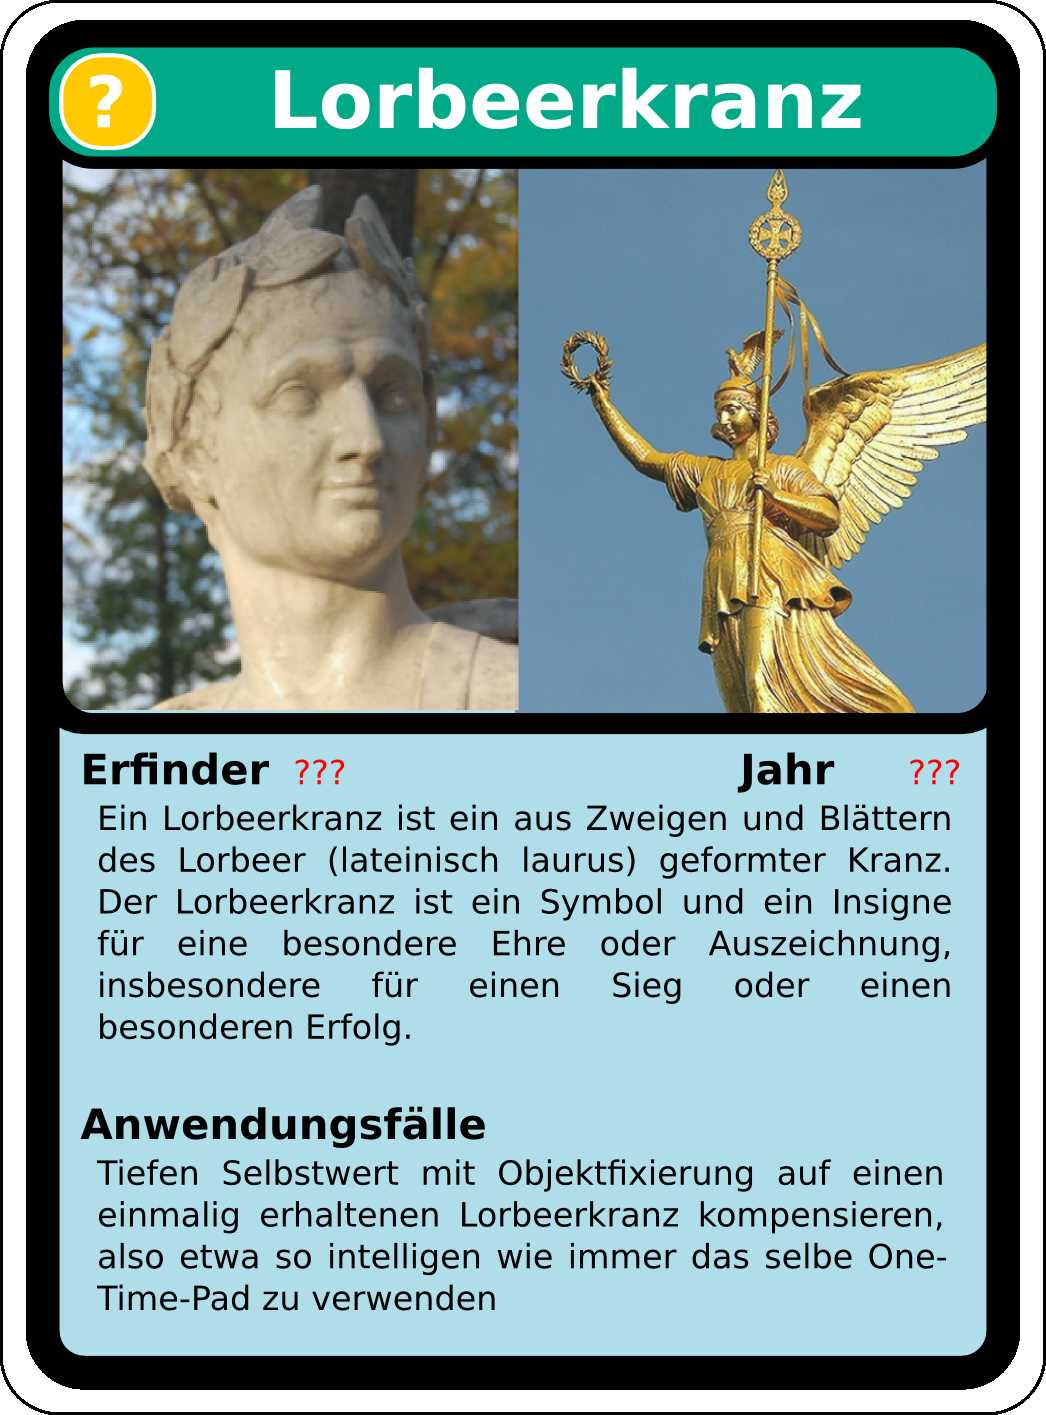 ? Lorbeerkranz
Erfinder ??? Jahr ???
Ein Lorbeerkranz ist ein aus Zweigen und Blättern
des Lorbeer (lateinisch laurus) geformter Kranz.
Der Lorbeerkranz ist ein Symbol und ein Insigne
für eine besondere Ehre oder Auszeichnung,
insbesondere für einen Sieg oder einen
besonderen Erfolg.
Anwendungsfälle
Tiefen Selbstwert mit Objektfixierung auf einen
einmalig erhaltenen Lorbeerkranz kompensieren,
also etwa so intelligen wie immer das selbe One-
Time-Pad zu verwenden